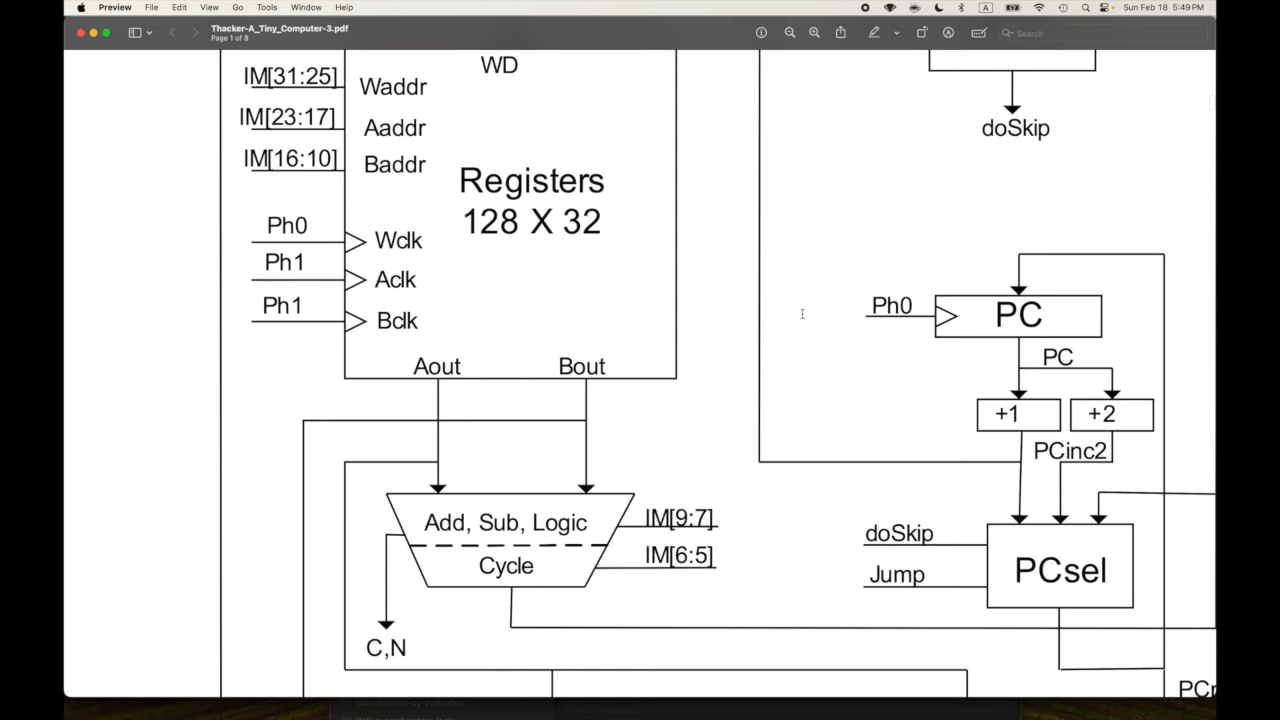 Preview File Edit View Go Tools Window Help
A
Sun Feb 18 5:49 PM
Thacker-A_Tiny_Computer-3.pdf
Page 1 of 8
Search
WD
IM[31:25]
Waddr
IM[23:17]
Aaddr
IM[16:10]
Baddr
Registers
128 X 32
Ph0
Wclk
Ph1
Aclk
Ph1
Bclk
Aout
Bout
Add, Sub, Logic
Cycle
IM[9:7]
IM[6:5]
C,N
doSkip
Ph0
PC
PC
+1
+2
PCinc2
doSkip
Jump
PCsel